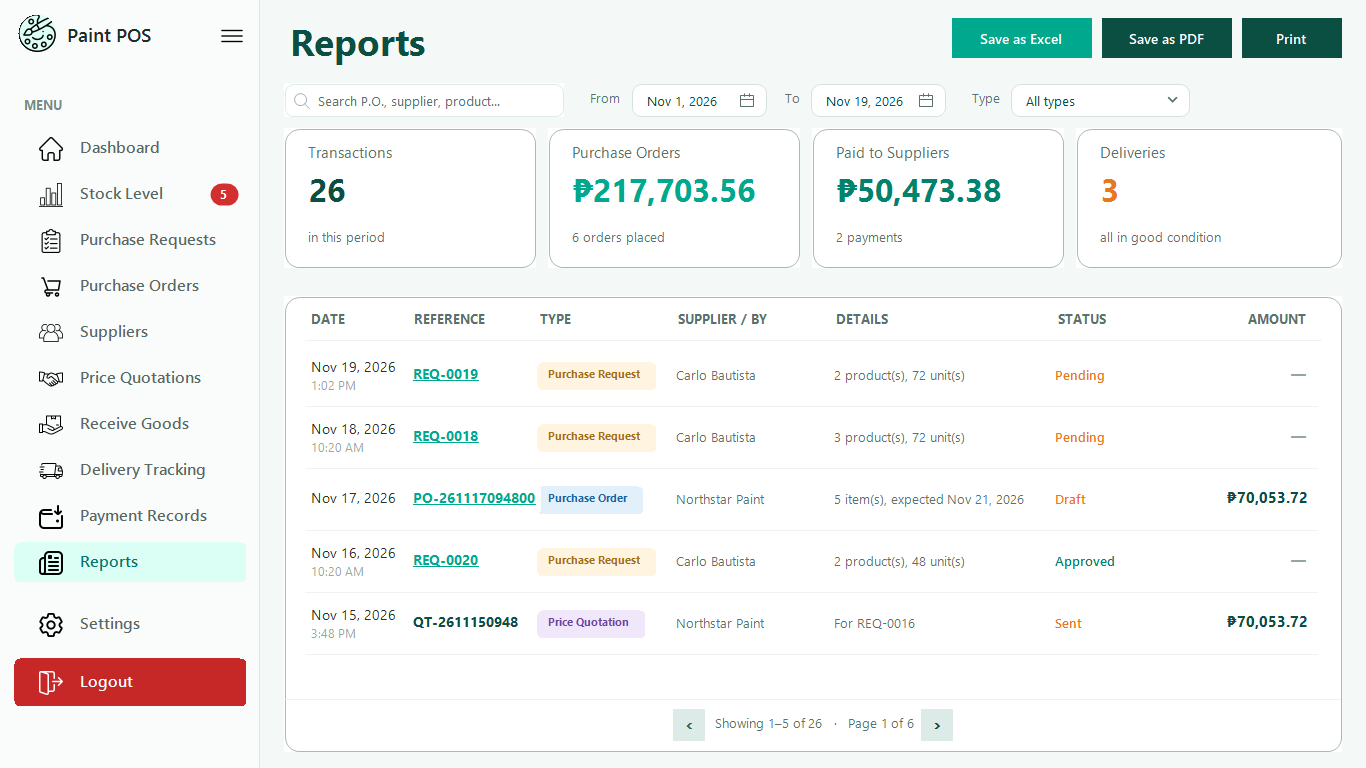 Paint POS
MENU
Dashboard
Stock Level 5
Purchase Requests
Purchase Orders
Suppliers
Price Quotations
Receive Goods
Delivery Tracking
Payment Records
Reports
Settings
Logout
Reports
Save as Excel Save as PDF Print
Search P.O., supplier, product... From Nov 1, 2026 To Nov 19, 2026 Type All types
Transactions Purchase Orders Paid to Suppliers Deliveries
26 ₱217,703.56 ₱50,473.38 3
in this period 6 orders placed 2 payments all in good condition
DATE REFERENCE TYPE SUPPLIER / BY DETAILS STATUS AMOUNT
Nov 19, 2026 REQ-0019 Purchase Request Carlo Bautista 2 product(s), 72 unit(s) Pending —
1:02 PM
Nov 18, 2026 REQ-0018 Purchase Request Carlo Bautista 3 product(s), 72 unit(s) Pending —
10:20 AM
Nov 17, 2026 PO-261117094800 Purchase Order Northstar Paint 5 item(s), expected Nov 21, 2026 Draft ₱70,053.72
Nov 16, 2026 REQ-0020 Purchase Request Carlo Bautista 2 product(s), 48 unit(s) Approved —
10:20 AM
Nov 15, 2026 QT-2611150948 Price Quotation Northstar Paint For REQ-0016 Sent ₱70,053.72
3:48 PM
‹ Showing 1–5 of 26 · Page 1 of 6 ›